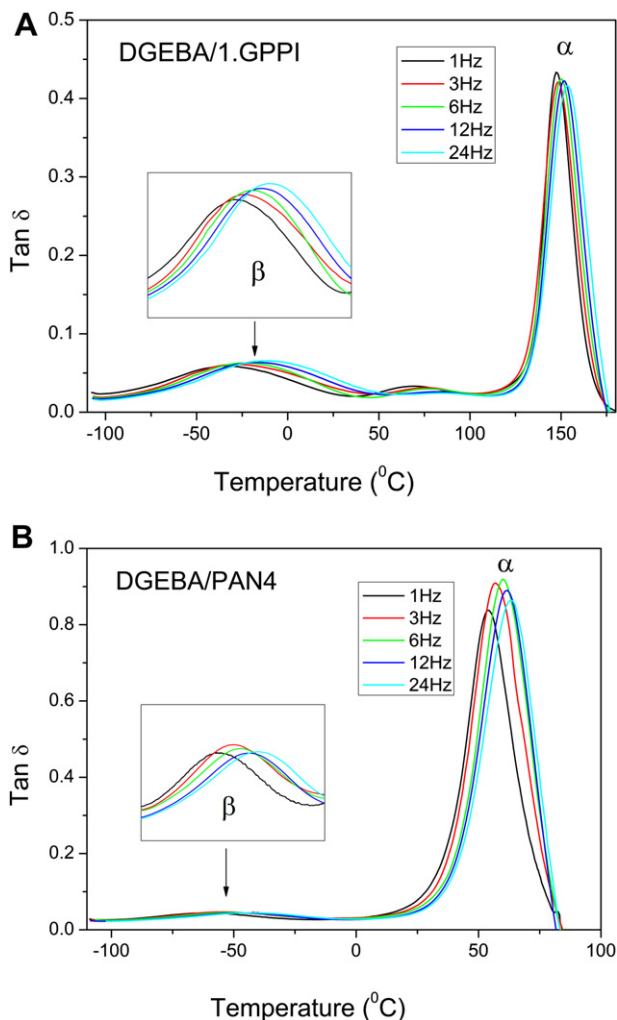 A
DGEBA/1.GPPI
α
1Hz
3Hz
6Hz
12Hz
24Hz
β
Tan δ
0.5
0.4
0.3
0.2
0.1
0.0
-100 -50 0 50 100 150
Temperature (⁰C)
B
DGEBA/PAN4
α
1Hz
3Hz
6Hz
12Hz
24Hz
β
Tan δ
1.0
0.8
0.6
0.4
0.2
0.0
-100 -50 0 50 100
Temperature (⁰C)